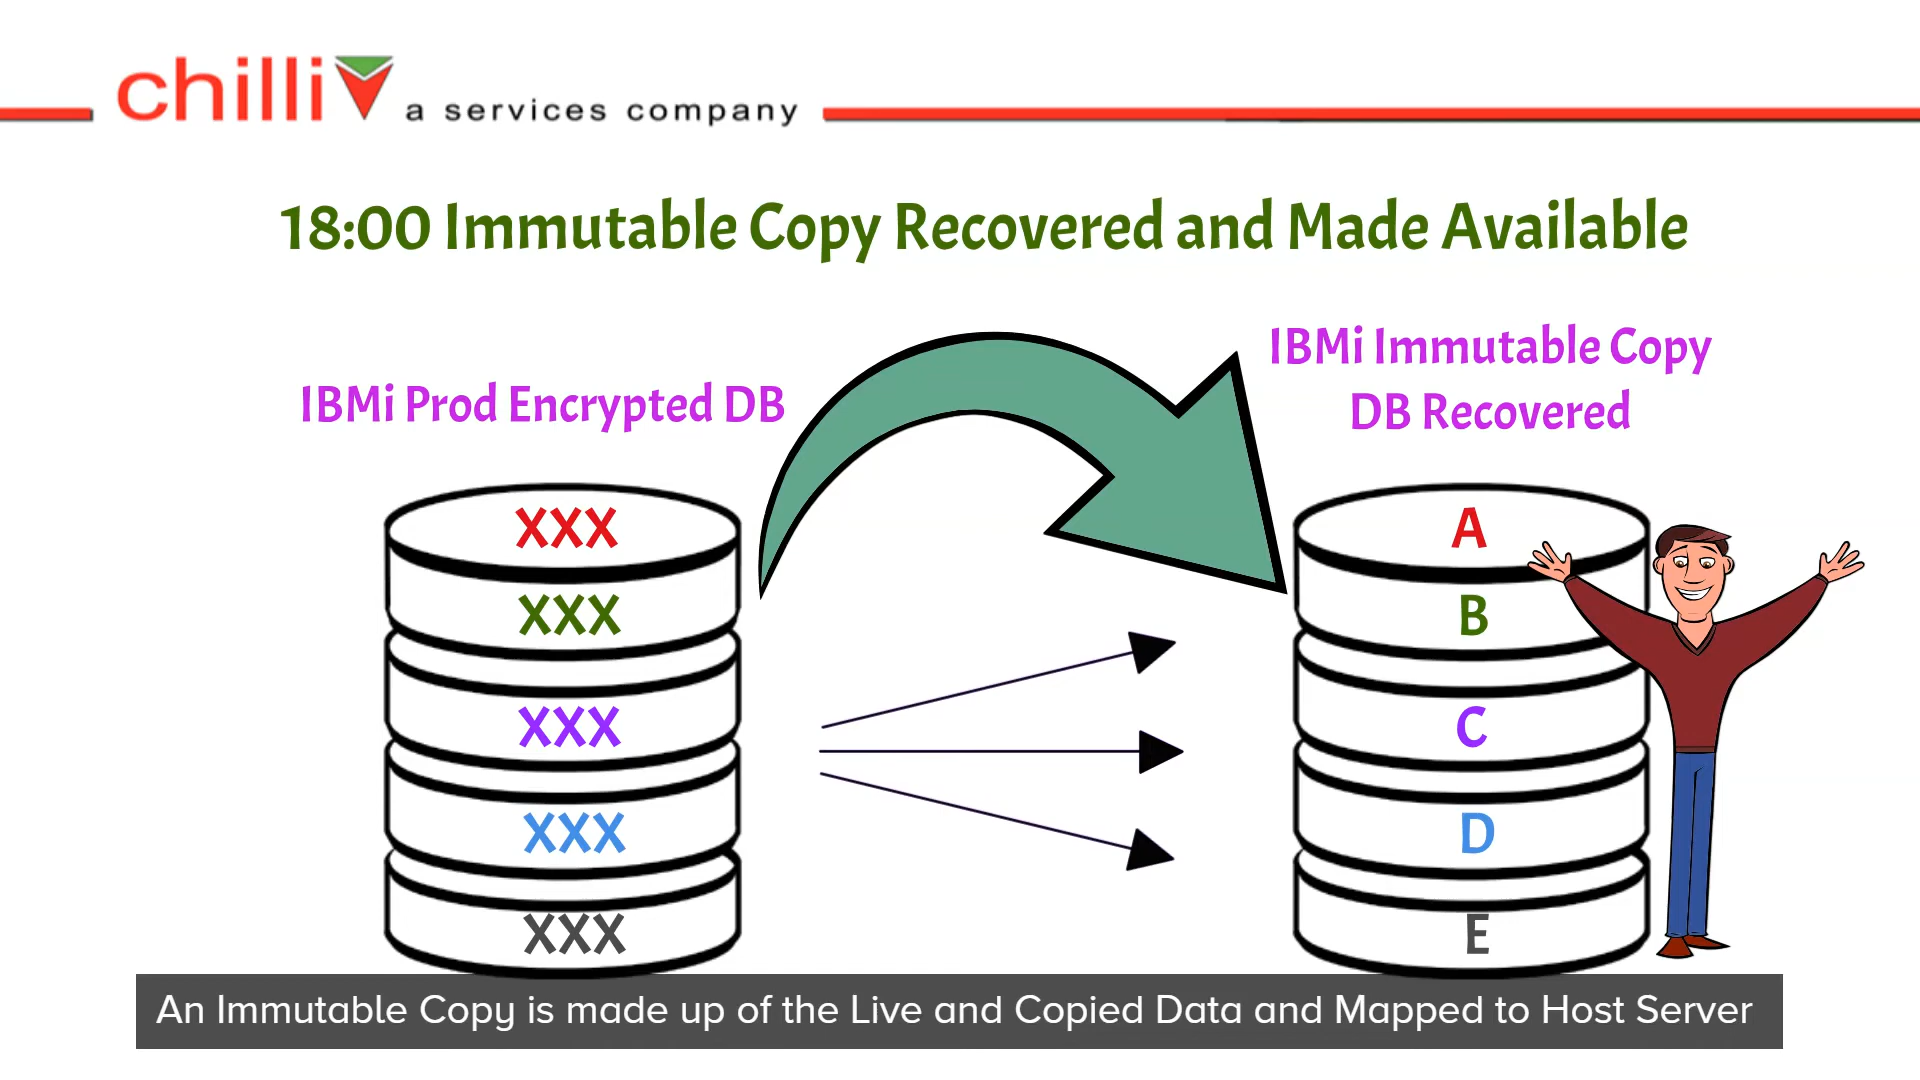 chilli
a services company
18:00 Immutable Copy Recovered and Made Available
IBMi Prod Encrypted DB
IBMi Immutable Copy
DB Recovered
XXX
XXX
XXX
XXX
XXX
A
B
C
D
E
An Immutable Copy is made up of the Live and Copied Data and Mapped to Host Server